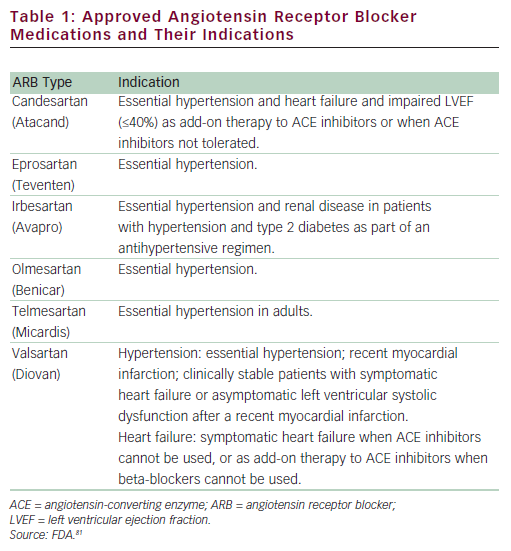 Table 1: Approved Angiotensin Receptor Blocker
Medications and Their Indications
ARB Type Indication
Candesartan Essential hypertension and heart failure and impaired LVEF
(Atacand) (≤40%) as add-on therapy to ACE inhibitors or when ACE
inhibitors not tolerated.
Eprosartan Essential hypertension.
(Teventen)
Irbesartan Essential hypertension and renal disease in patients
(Avapro) with hypertension and type 2 diabetes as part of an
antihypertensive regimen.
Olmesartan Essential hypertension.
(Benicar)
Telmesartan Essential hypertension in adults.
(Micardis)
Valsartan Hypertension: essential hypertension; recent myocardial
(Diovan) infarction; clinically stable patients with symptomatic
heart failure or asymptomatic left ventricular systolic
dysfunction after a recent myocardial infarction.
Heart failure: symptomatic heart failure when ACE inhibitors
cannot be used, or as add-on therapy to ACE inhibitors when
beta-blockers cannot be used.
ACE = angiotensin-converting enzyme; ARB = angiotensin receptor blocker;
LVEF = left ventricular ejection fraction.
Source: FDA.⁸¹